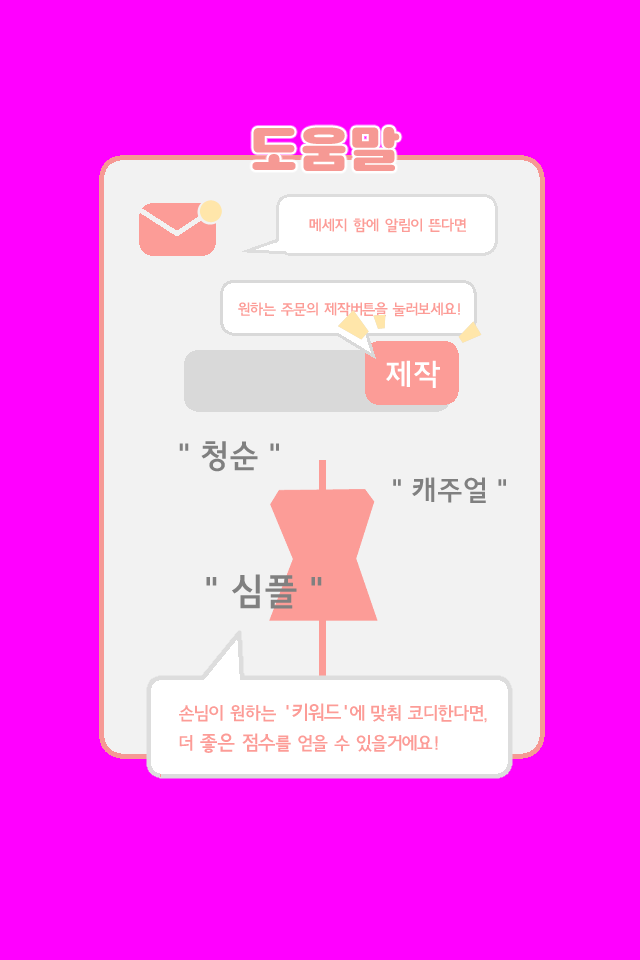 도움말
메세지 함에 알림이 뜬다면
원하는 주문의 제작버튼을 눌러보세요!
제작
" 청순 "
" 캐주얼 "
" 심플 "
손님이 원하는 '키워드'에 맞춰 코디한다면,
더 좋은 점수를 얻을 수 있을거에요!